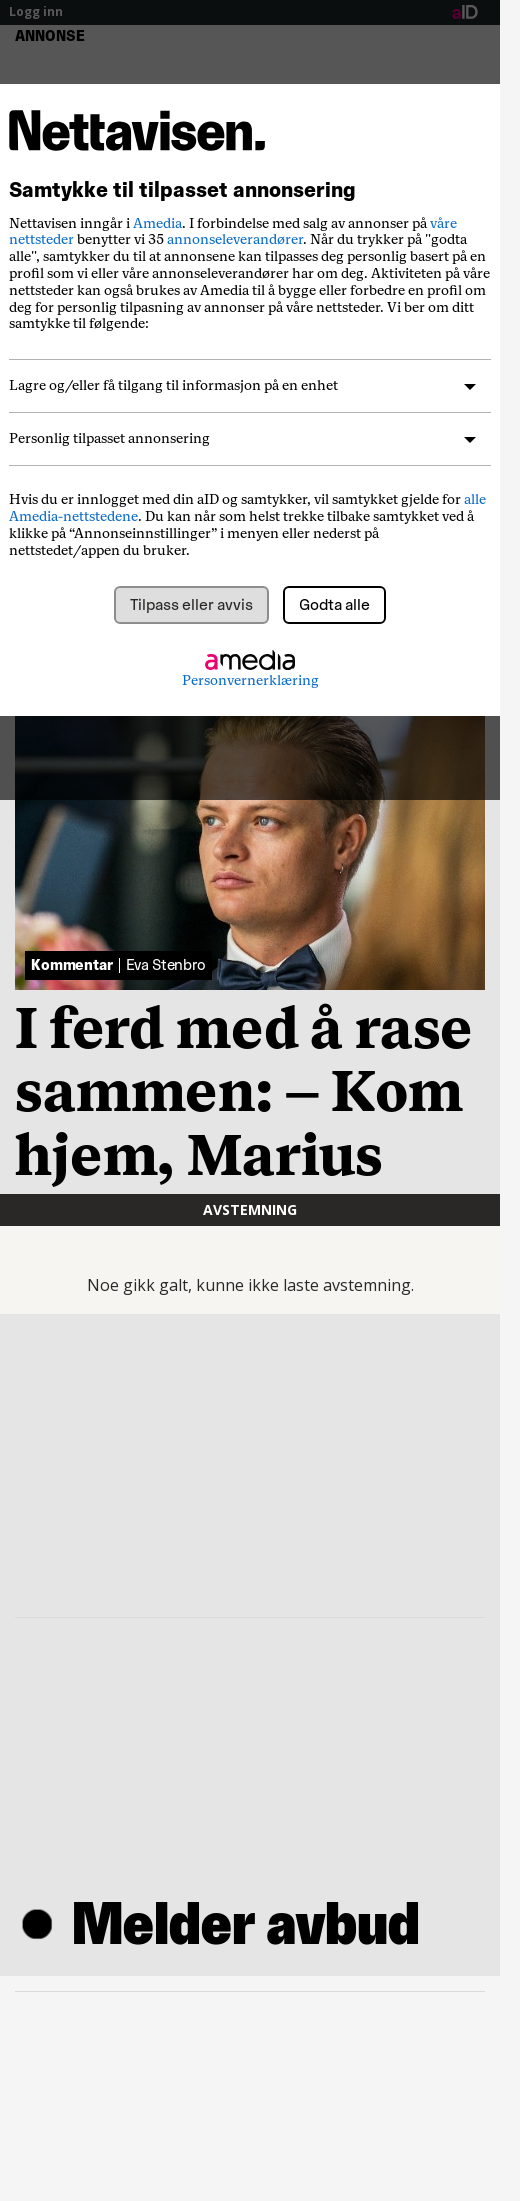 Logg inn
aID
ANNONSE
Nettavisen.
Samtykke til tilpasset annonsering
Nettavisen inngår i Amedia. I forbindelse med salg av annonser på våre
nettsteder benytter vi 35 annonseleverandører. Når du trykker på "godta
alle", samtykker du til at annonsene kan tilpasses deg personlig basert på en
profil som vi eller våre annonseleverandører har om deg. Aktiviteten på våre
nettsteder kan også brukes av Amedia til å bygge eller forbedre en profil om
deg for personlig tilpasning av annonser på våre nettsteder. Vi ber om ditt
samtykke til følgende:
Lagre og/eller få tilgang til informasjon på en enhet
Personlig tilpasset annonsering
Hvis du er innlogget med din aID og samtykker, vil samtykket gjelde for alle
Amedia-nettstedene. Du kan når som helst trekke tilbake samtykket ved å
klikke på “Annonseinnstillinger” i menyen eller nederst på
nettstedet/appen du bruker.
Tilpass eller avvis
Godta alle
amedia
Personvernerklæring
Kommentar | Eva Stenbro
I ferd med å rase
sammen: – Kom
hjem, Marius
AVSTEMNING
Noe gikk galt, kunne ikke laste avstemning.
Melder avbud